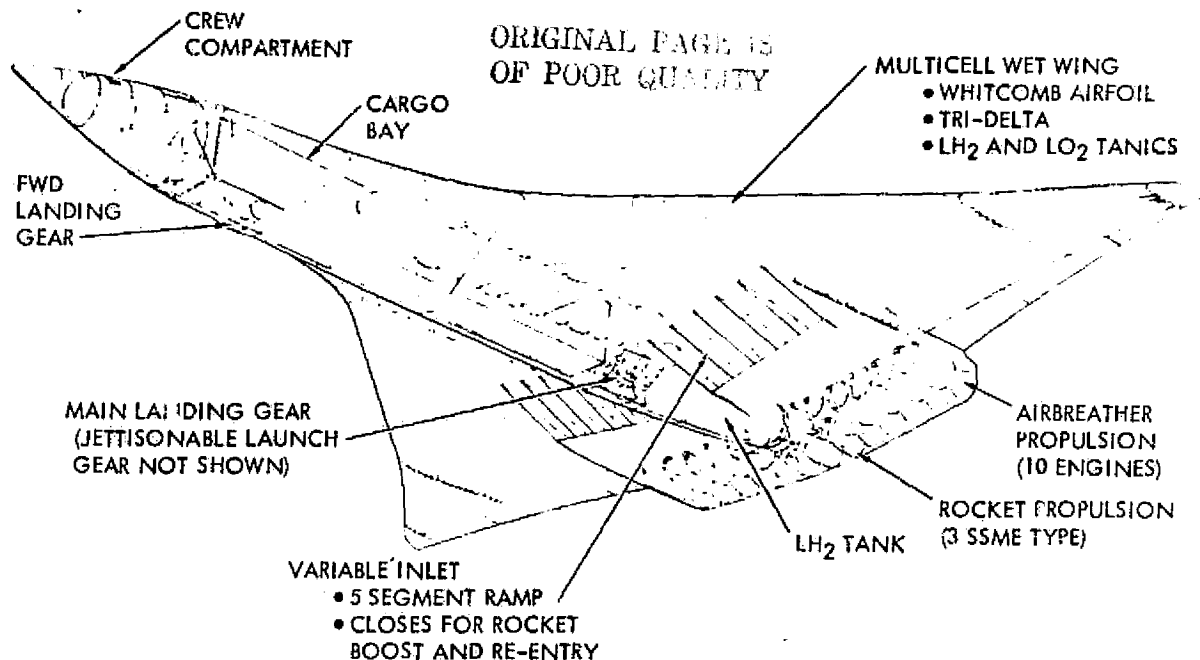 CREW
COMPARTMENT
ORIGINAL PAGE IS
OF POOR QUALITY
MULTICELL WET WING
• WHITCOMB AIRFOIL
• TRI-DELTA
• LH2 AND LO2 TANICS
CARGO
BAY
FWD
LANDING
GEAR
MAIN LANDING GEAR
(JETTISONABLE LAUNCH
GEAR NOT SHOWN)
AIRBREATHER
PROPULSION
(10 ENGINES)
ROCKET PROPULSION
(3 SSME TYPE)
LH2 TANK
VARIABLE INLET
• 5 SEGMENT RAMP
• CLOSES FOR ROCKET
BOOST AND RE-ENTRY